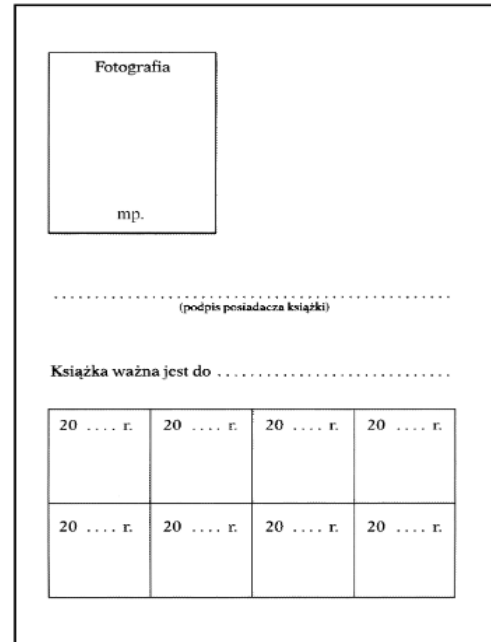 Fotografia
mp.
........................................................
(podpis posiadacza książki)
Książka ważna jest do ................................
20 .... r. 20 .... r. 20 .... r. 20 .... r.
20 .... r. 20 .... r. 20 .... r. 20 .... r.